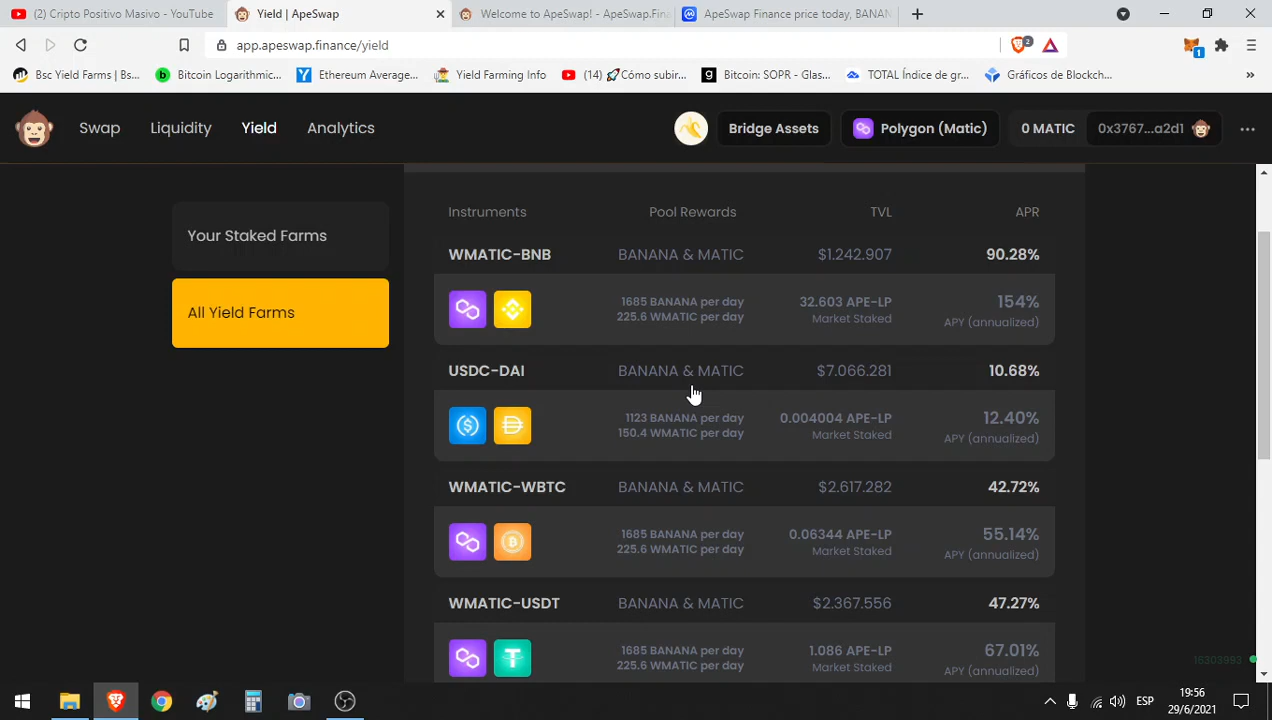 (2) Cripto Positivo Masivo - YouTube
Yield | ApeSwap
Welcome to ApeSwap! - ApeSwap.Fin
ApeSwap Finance price today, BANAN
app.apeswap.finance/yield
2
1
Bsc Yield Farms | Bs...
Bitcoin Logarithmic...
Ethereum Average...
Yield Farming Info
(14) 🚀Cómo subir...
Bitcoin: SOPR - Glas...
TOTAL Índice de gr...
Gráficos de Blockch...
Swap
Liquidity
Yield
Analytics
Bridge Assets
Polygon (Matic)
0 MATIC
0x3767...a2d1
Your Staked Farms
All Yield Farms
Instruments Pool Rewards TVL APR
WMATIC-BNB BANANA & MATIC $1.242.907 90.28%
1685 BANANA per day 32.603 APE-LP 154%
225.6 WMATIC per day Market Staked APY (annualized)
USDC-DAI BANANA & MATIC $7.066.281 10.68%
1123 BANANA per day 0.004004 APE-LP 12.40%
150.4 WMATIC per day Market Staked APY (annualized)
WMATIC-WBTC BANANA & MATIC $2.617.282 42.72%
1685 BANANA per day 0.06344 APE-LP 55.14%
225.6 WMATIC per day Market Staked APY (annualized)
WMATIC-USDT BANANA & MATIC $2.367.556 47.27%
1685 BANANA per day 1.086 APE-LP 67.01%
225.6 WMATIC per day Market Staked APY (annualized)
16303993
ESP
19:56
29/6/2021